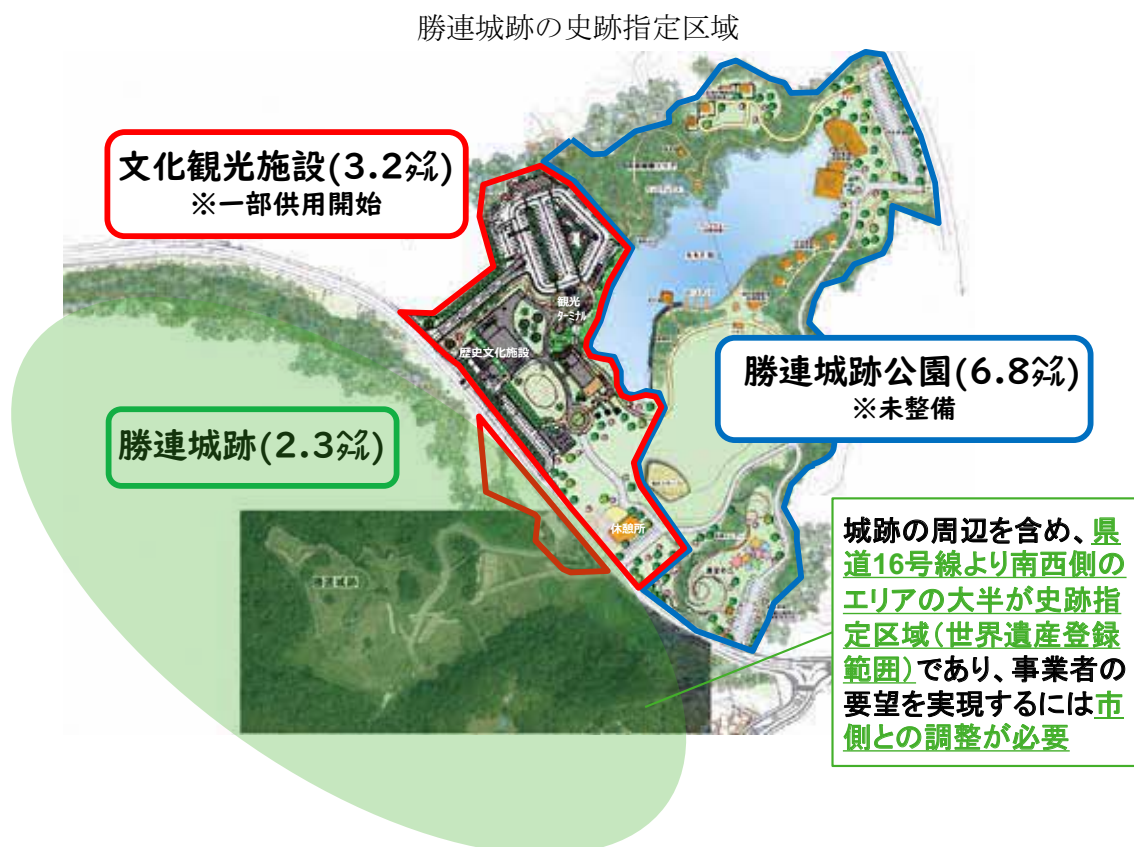 勝連城跡の史跡指定区域
文化観光施設(3.2㌶)
※一部供用開始
観光
ターミナル
歴史文化施設
勝連城跡公園(6.8㌶)
※未整備
勝連城跡(2.3㌶)
休憩所
勝連城跡
城跡の周辺を含め、県
道16号線より南西側の
エリアの大半が史跡指
定区域(世界遺産登録
範囲)であり、事業者の
要望を実現するには市
側との調整が必要